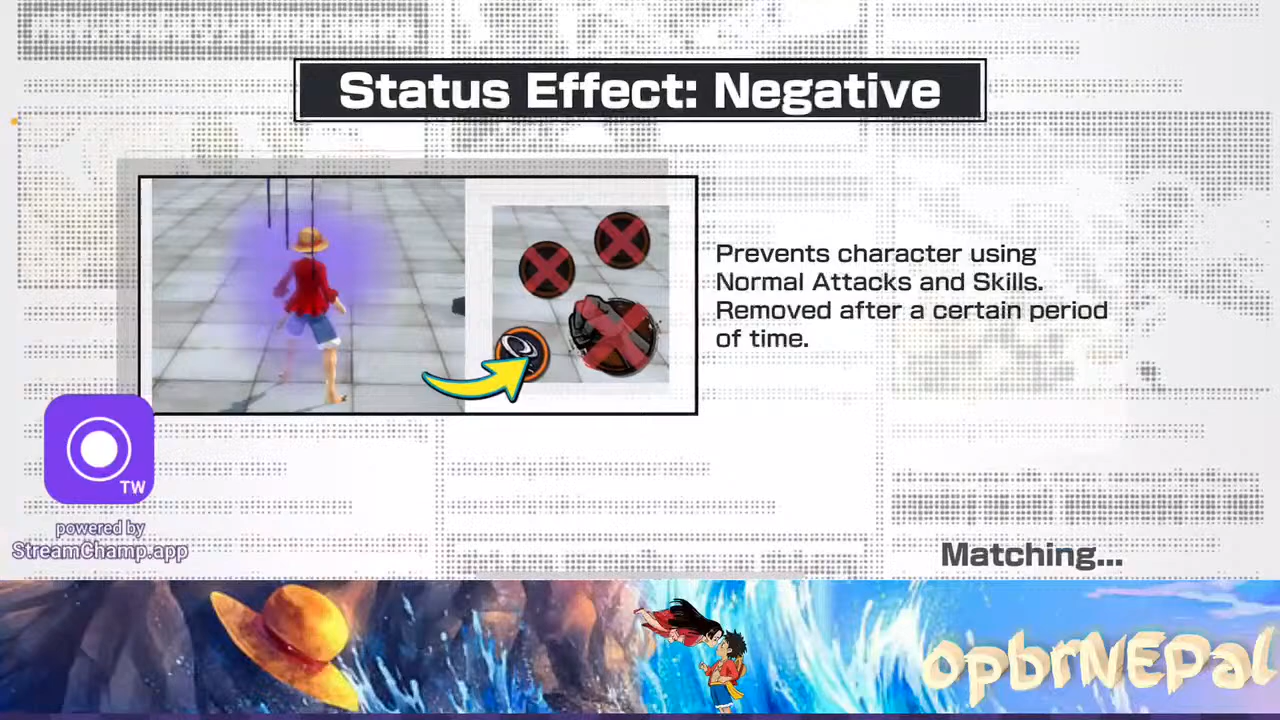 Status Effect: Negative
Prevents character using
Normal Attacks and Skills.
Removed after a certain period
of time.
TW
powered by
StreamChamp.app
Matching...
opbrNEPal